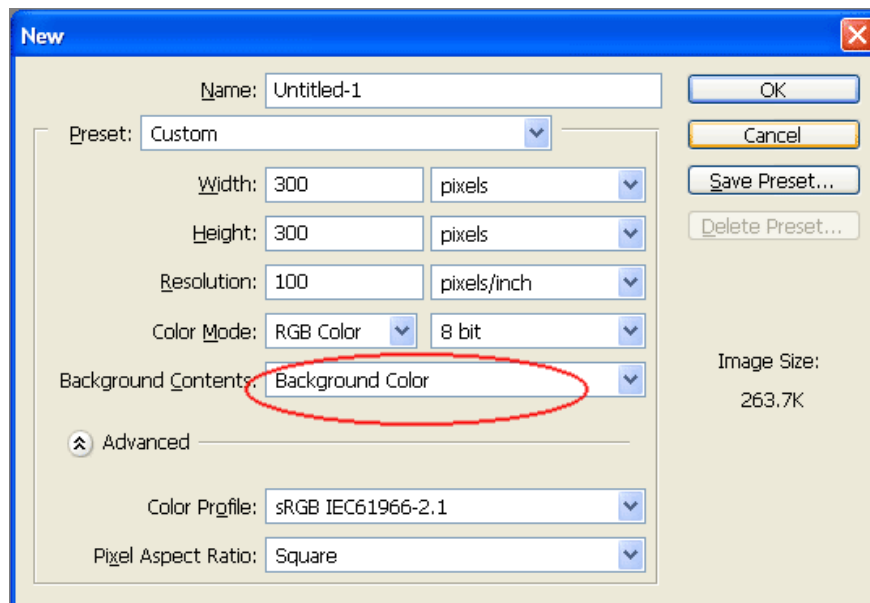 New
Name: Untitled-1
OK
Preset: Custom
Cancel
Width: 300 pixels
Save Preset...
Height: 300 pixels
Delete Preset...
Resolution: 100 pixels/inch
Color Mode: RGB Color 8 bit
Image Size:
Background Contents: Background Color
263.7K
Advanced
Color Profile: sRGB IEC61966-2.1
Pixel Aspect Ratio: Square